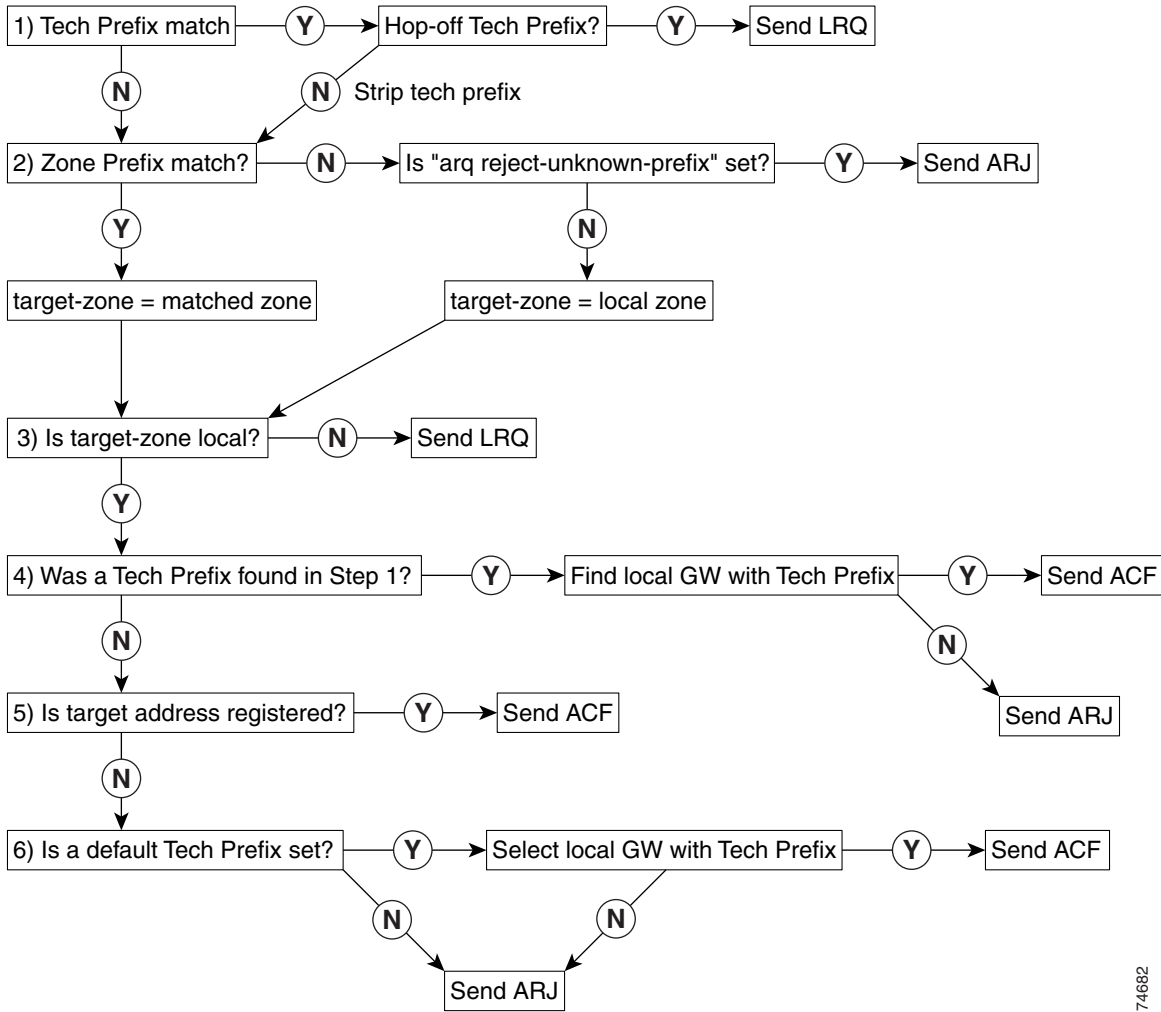 1) Tech Prefix match
Y
Hop-off Tech Prefix?
Y
Send LRQ
N
N
Strip tech prefix
2) Zone Prefix match?
N
Is "arq reject-unknown-prefix" set?
Y
Send ARJ
Y
N
target-zone = matched zone
target-zone = local zone
3) Is target-zone local?
N
Send LRQ
Y
4) Was a Tech Prefix found in Step 1?
Y
Find local GW with Tech Prefix
Y
Send ACF
N
N
5) Is target address registered?
Y
Send ACF
Send ARJ
N
6) Is a default Tech Prefix set?
Y
Select local GW with Tech Prefix
Y
Send ACF
N
N
Send ARJ
74682